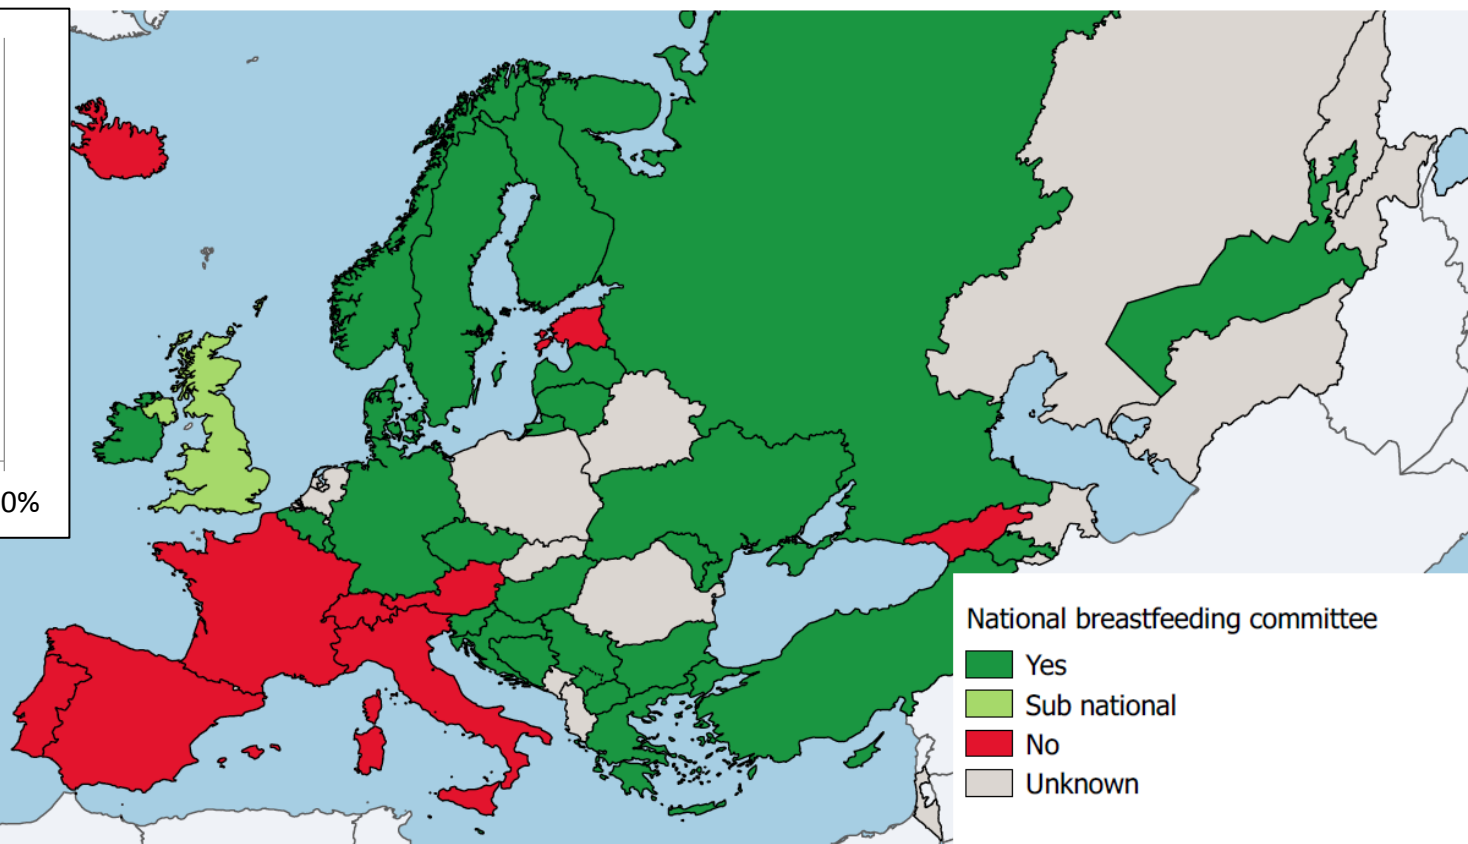 0%
National breastfeeding committee
Yes
Sub national
No
Unknown